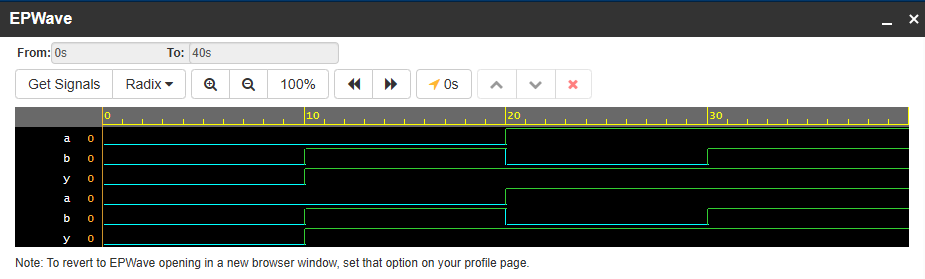 EPWave
From: 0s To: 40s
Get Signals Radix 100% 0s
0 10 20 30
a 0
b 0
y 0
a 0
b 0
y 0
Note: To revert to EPWave opening in a new browser window, set that option on your profile page.